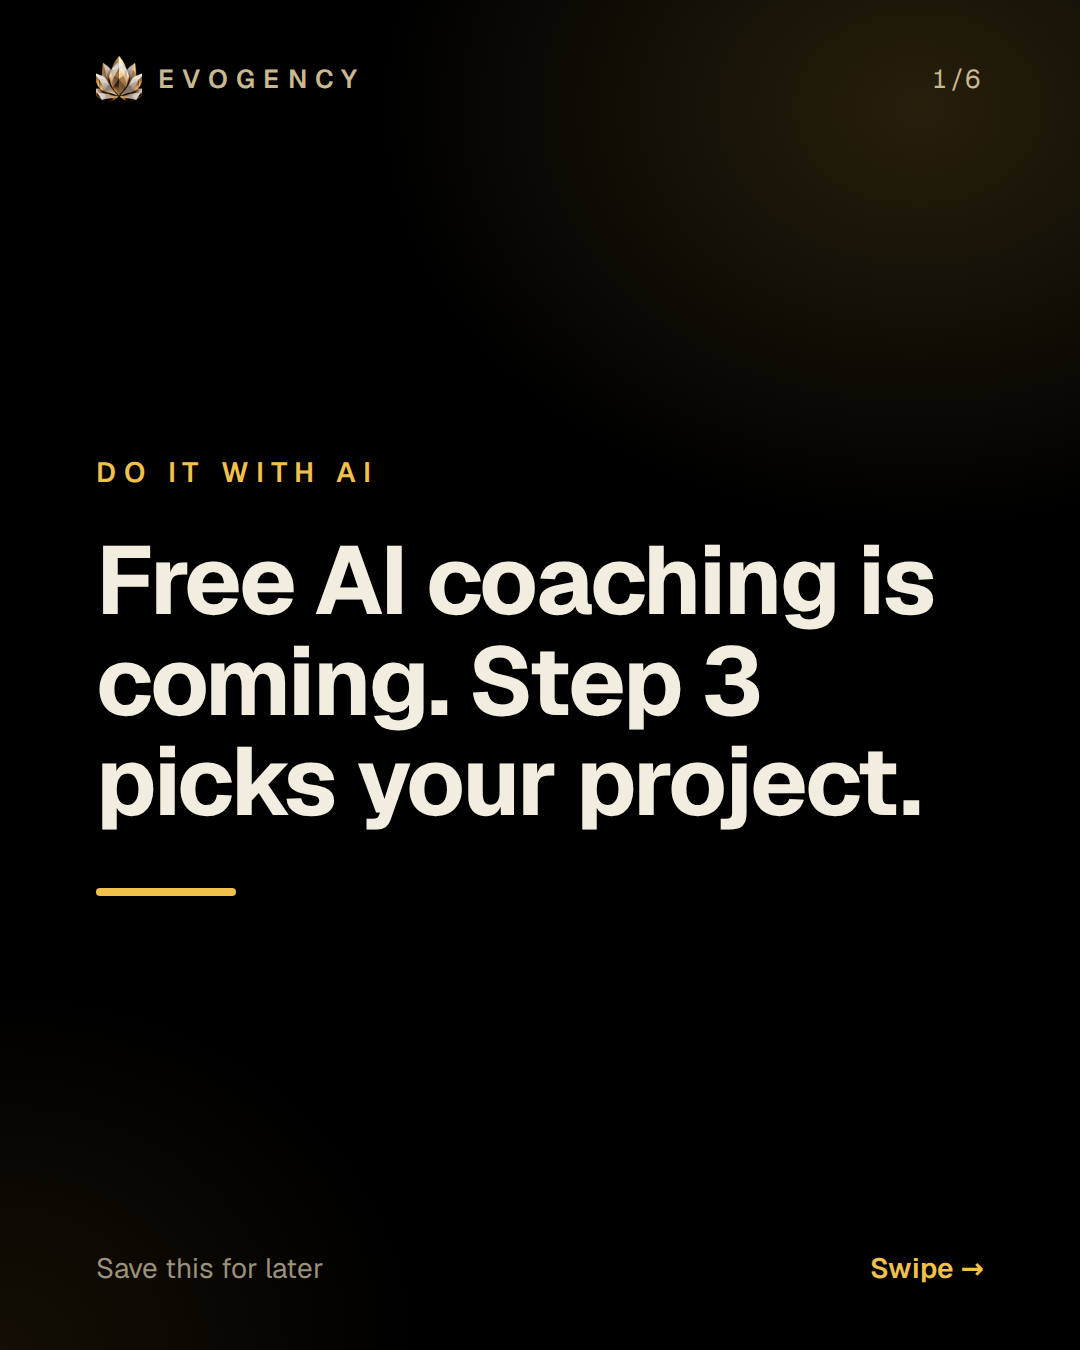 EVOGENCY
1/6
DO IT WITH AI
Free AI coaching is
coming. Step 3
picks your project.
Save this for later
Swipe →